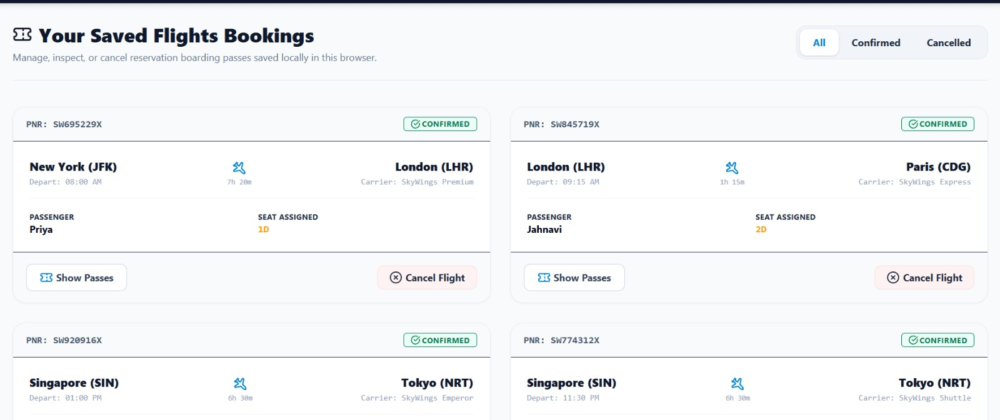 Your Saved Flights Bookings
Manage, inspect, or cancel reservation boarding passes saved locally in this browser.
All Confirmed Cancelled
PNR: SW695229X CONFIRMED
New York (JFK) London (LHR)
Depart: 08:00 AM 7h 20m Carrier: SkyWings Premium
PASSENGER SEAT ASSIGNED
Priya 1D
Show Passes Cancel Flight
PNR: SW845719X CONFIRMED
London (LHR) Paris (CDG)
Depart: 09:15 AM 1h 15m Carrier: SkyWings Express
PASSENGER SEAT ASSIGNED
Jahnavi 2D
Show Passes Cancel Flight
PNR: SW920916X CONFIRMED
Singapore (SIN) Tokyo (NRT)
Depart: 01:00 PM 6h 30m Carrier: SkyWings Emperor
PNR: SW774312X CONFIRMED
Singapore (SIN) Tokyo (NRT)
Depart: 11:30 PM 6h 30m Carrier: SkyWings Shuttle